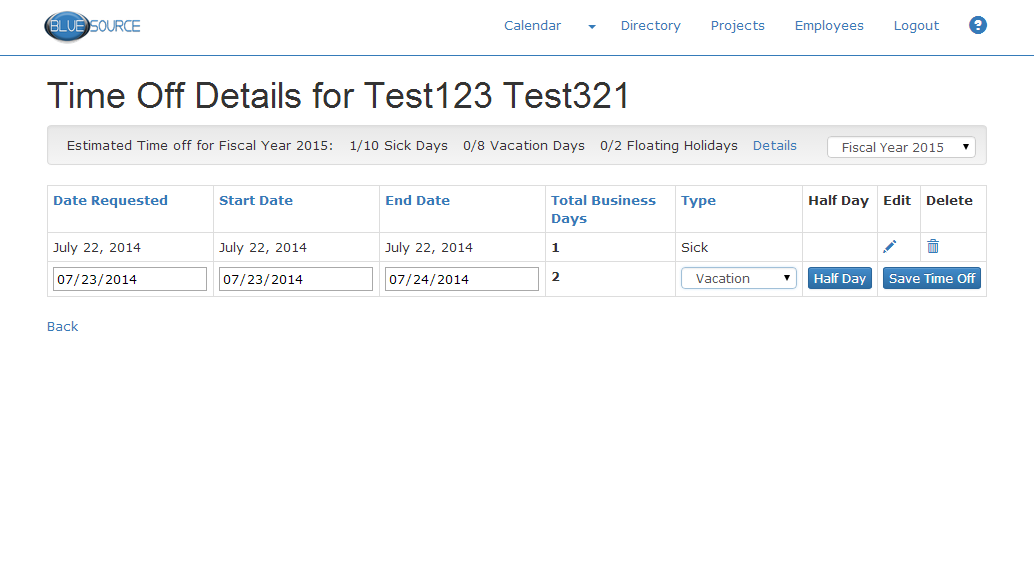 BLUESOURCE
Calendar Directory Projects Employees Logout ?
Time Off Details for Test123 Test321
Estimated Time off for Fiscal Year 2015: 1/10 Sick Days 0/8 Vacation Days 0/2 Floating Holidays Details Fiscal Year 2015
Date Requested Start Date End Date Total Business Days Type Half Day Edit Delete
July 22, 2014 July 22, 2014 July 22, 2014 1 Sick
07/23/2014 07/23/2014 07/24/2014 2 Vacation Half Day Save Time Off
Back